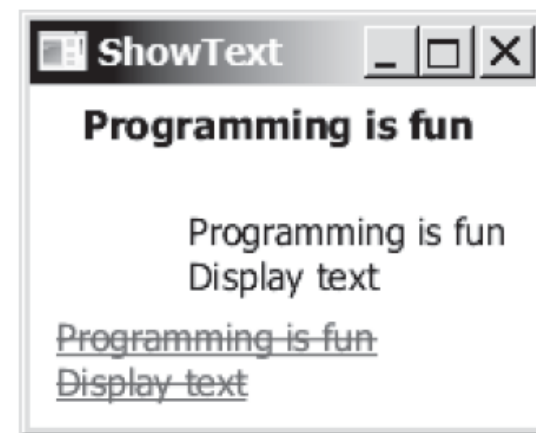 ShowText
Programming is fun
Programming is fun
Display text
Programming is fun
Display text